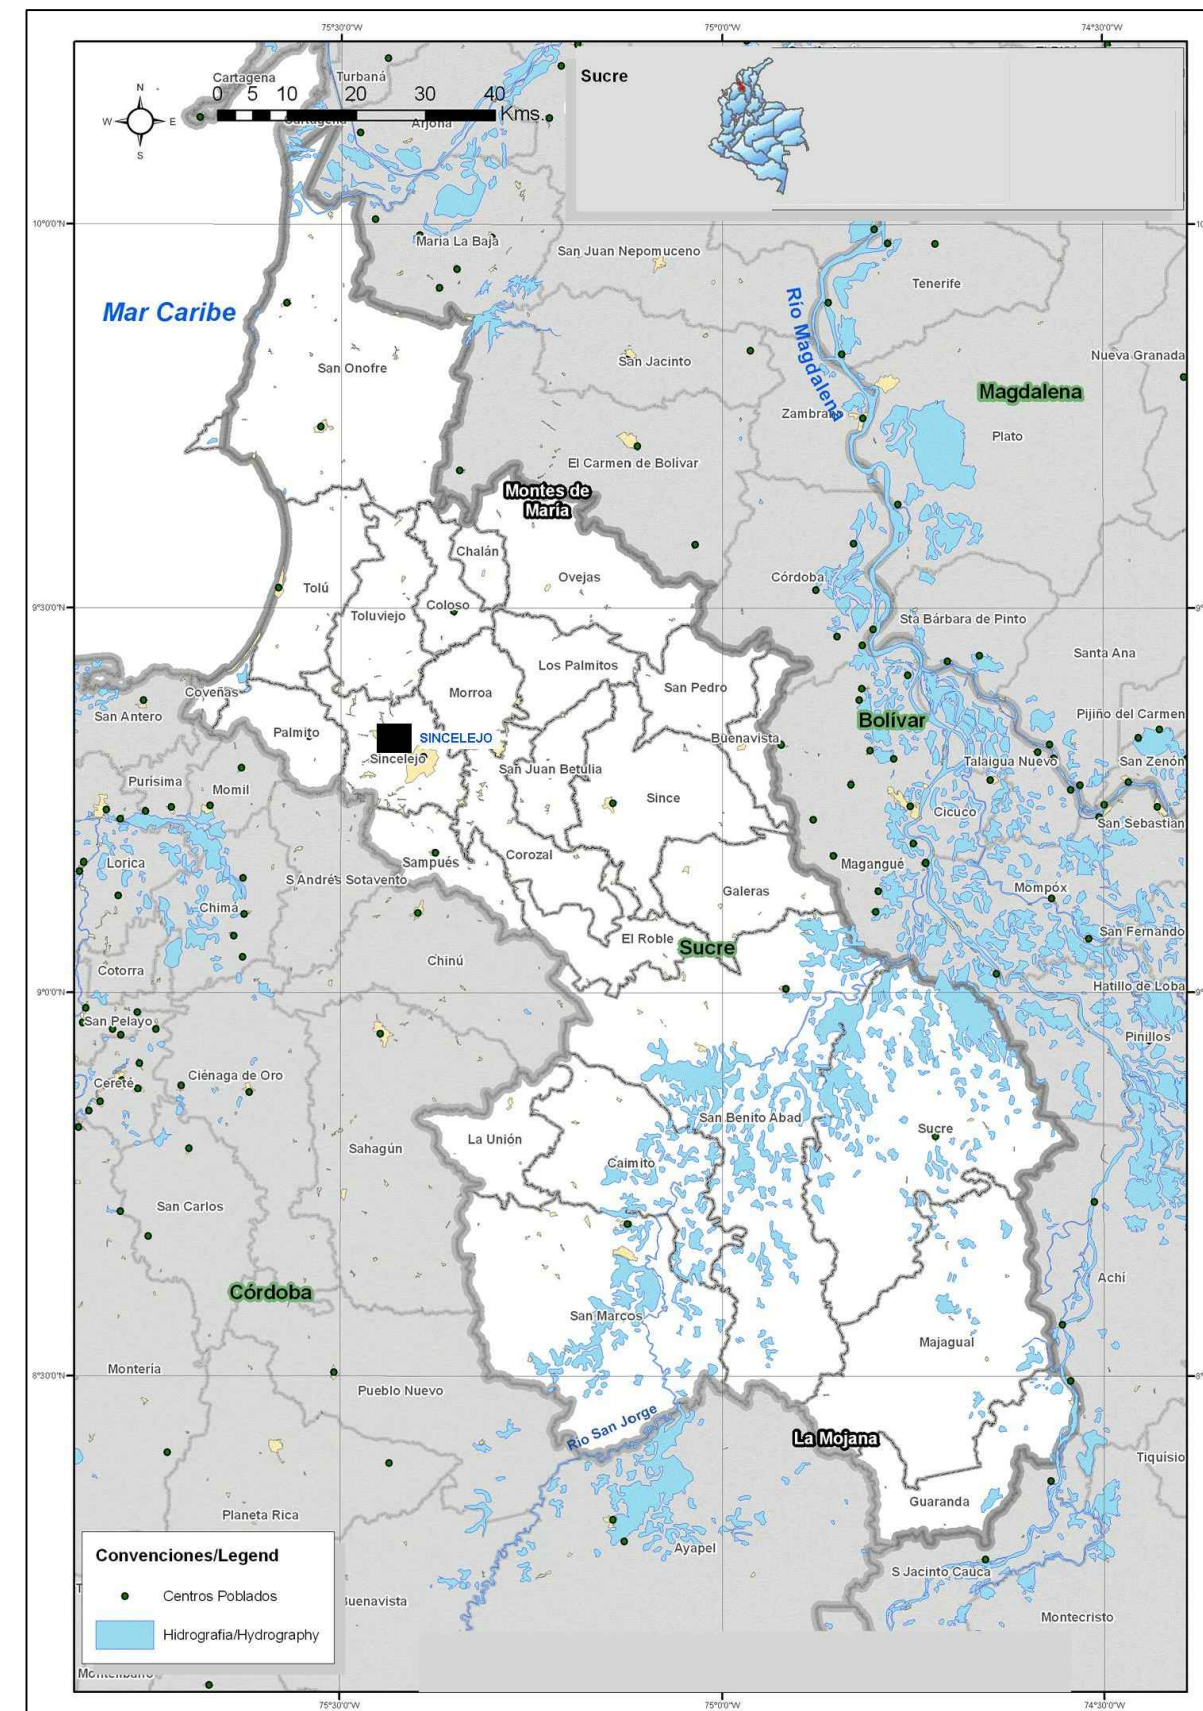 75°30'0"W
75°0'0"W
74°30'0"W
Cartagena
Turbaná
Sucre
N
W
E
S
0 5 10 20 30 40
Kms.
Cartagena
Arjona
10°0'0"N
Maria La Baja
San Juan Nepomuceno
Tenerife
Mar Caribe
Río Magdalena
San Onofre
San Jacinto
Nueva Granada
Magdalena
Zambrano
Plato
El Carmen de Bolívar
Montes de
María
Chalán
Ovejas
Córdoba
Tolú
Coloso
Toluviejo
9°30'0"N
Sta Bárbara de Pinto
Santa Ana
Los Palmitos
San Pedro
Morroa
Coveñas
San Antero
Palmito
Bolívar
Pijiño del Carmen
SINCELEJO
Buenavista
Sincelejo
San Juan Betulia
Talaigua Nuevo
San Zenón
Purisima
Momil
Since
Cicuco
San Sebastian
Lorica
Sampués
Corozal
Magangué
S Andrés Sotavento
Galeras
Mompóx
Chimá
San Fernando
El Roble
Sucre
Chinú
Cotorra
9°0'0"N
Hatillo de Loba
San Pelayo
Pinillos
Cereté
Ciénaga de Oro
San Benito Abad
Sucre
La Unión
Sahagún
Caimito
San Carlos
Achí
Córdoba
San Marcos
Majagual
Montería
8°30'0"N
Pueblo Nuevo
Río San Jorge
La Mojana
Tiquisio
Guaranda
Planeta Rica
Ayapel
Convenciones/Legend
S Jacinto Cauca
Centros Poblados
Montecristo
Hidrografia/Hydrography
75°30'0"W
75°0'0"W
74°30'0"W